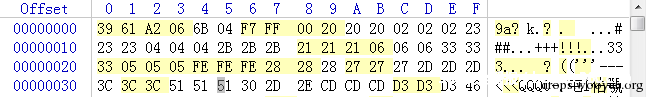 Offset 0 1 2 3 4 5 6 7 8 9 A B C D E F
00000000 39 61 A2 06 6B 04 F7 FF 00 20 20 20 02 02 02 23 9a? k.? . ...#
00000010 23 23 04 04 04 2B 2B 2B 21 21 21 06 06 06 33 33 ##...+++!!!...33
00000020 33 05 05 05 FE FE FE 28 28 28 27 27 27 2D 2D 2D 3... ? (('''---
00000030 3C 3C 3C 51 51 51 30 2D 2E CD CD CD D3 D3 D3 46